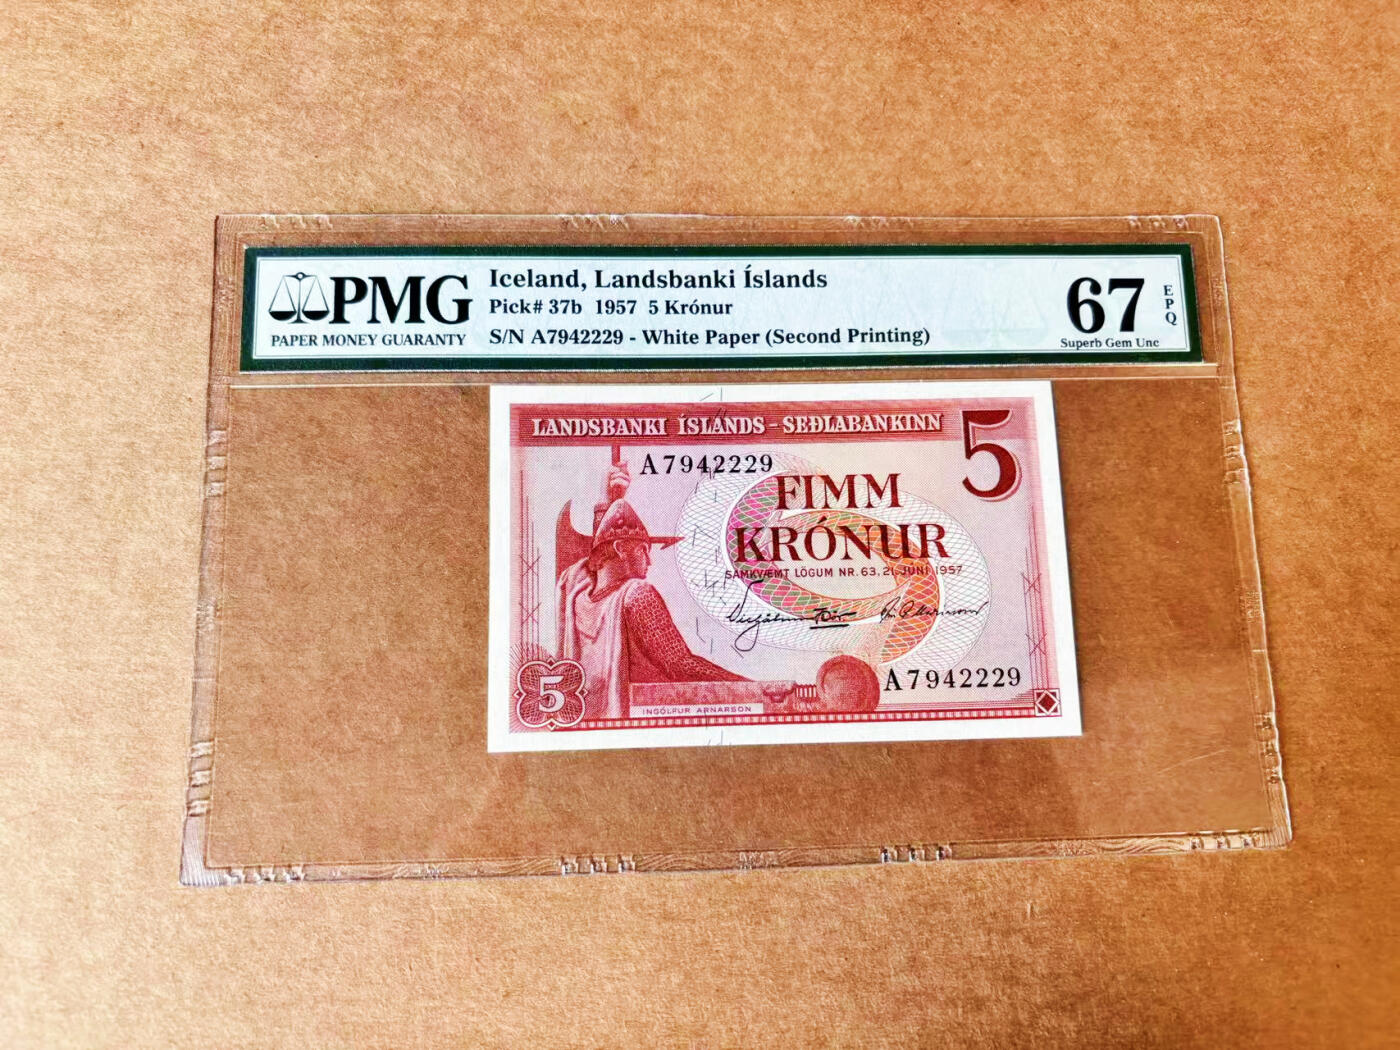 PMG
PAPER MONEY GUARANTY
Iceland, Landsbanki Íslands
Pick# 37b 1957 5 Krónur
S/N A7942229 - White Paper (Second Printing)
67
EPQ
Superb Gem Unc
LANDSBANKI ÍSLANDS - SEÐLABANKINN
5
A7942229
FIMM
KRÓNUR
SAMKVÆMT LÖGUM NR. 63, 21. JUNI 1957
A7942229
5
INGÓLFUR ARNARSON